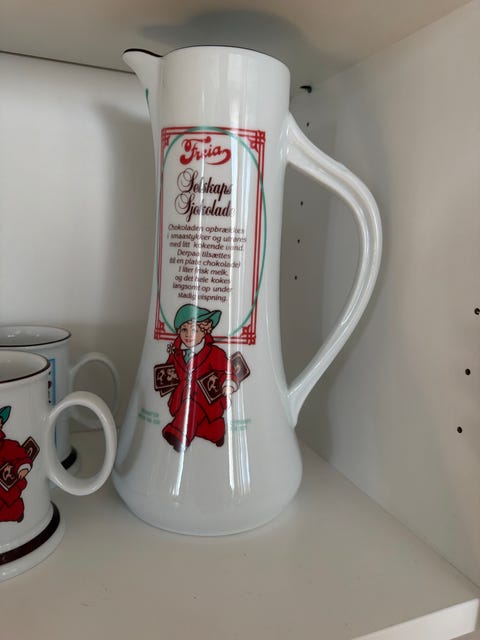 Freia
Selskaps
Sjokolade
Chokoladen opbrækkes
i smaastykker og utrøres
med litt kokende vand.
Derpaa tilsættes
(til en plate chokolade)
1 liter frisk melk,
og det hele kokes
langsomt op under
stadig vispning.